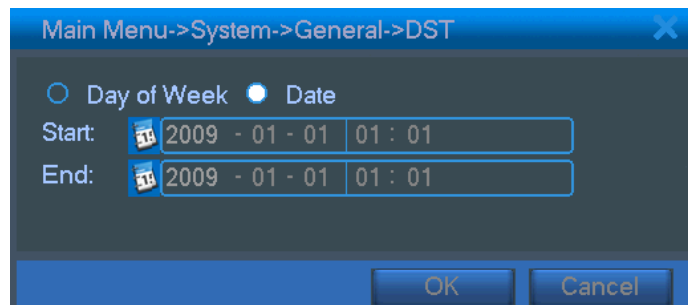 Main Menu->System->General->DST
Day of Week Date
Start: 2009 - 01 - 01 01 : 01
End: 2009 - 01 - 01 01 : 01
OK Cancel